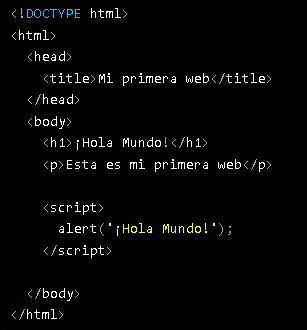 <!DOCTYPE html>
<html>
<head>
<title>Mi primera web</title>
</head>
<body>
<h1>¡Hola Mundo!</h1>
<p>Esta es mi primera web</p>
<script>
alert('¡Hola Mundo!');
</script>
</body>
</html>